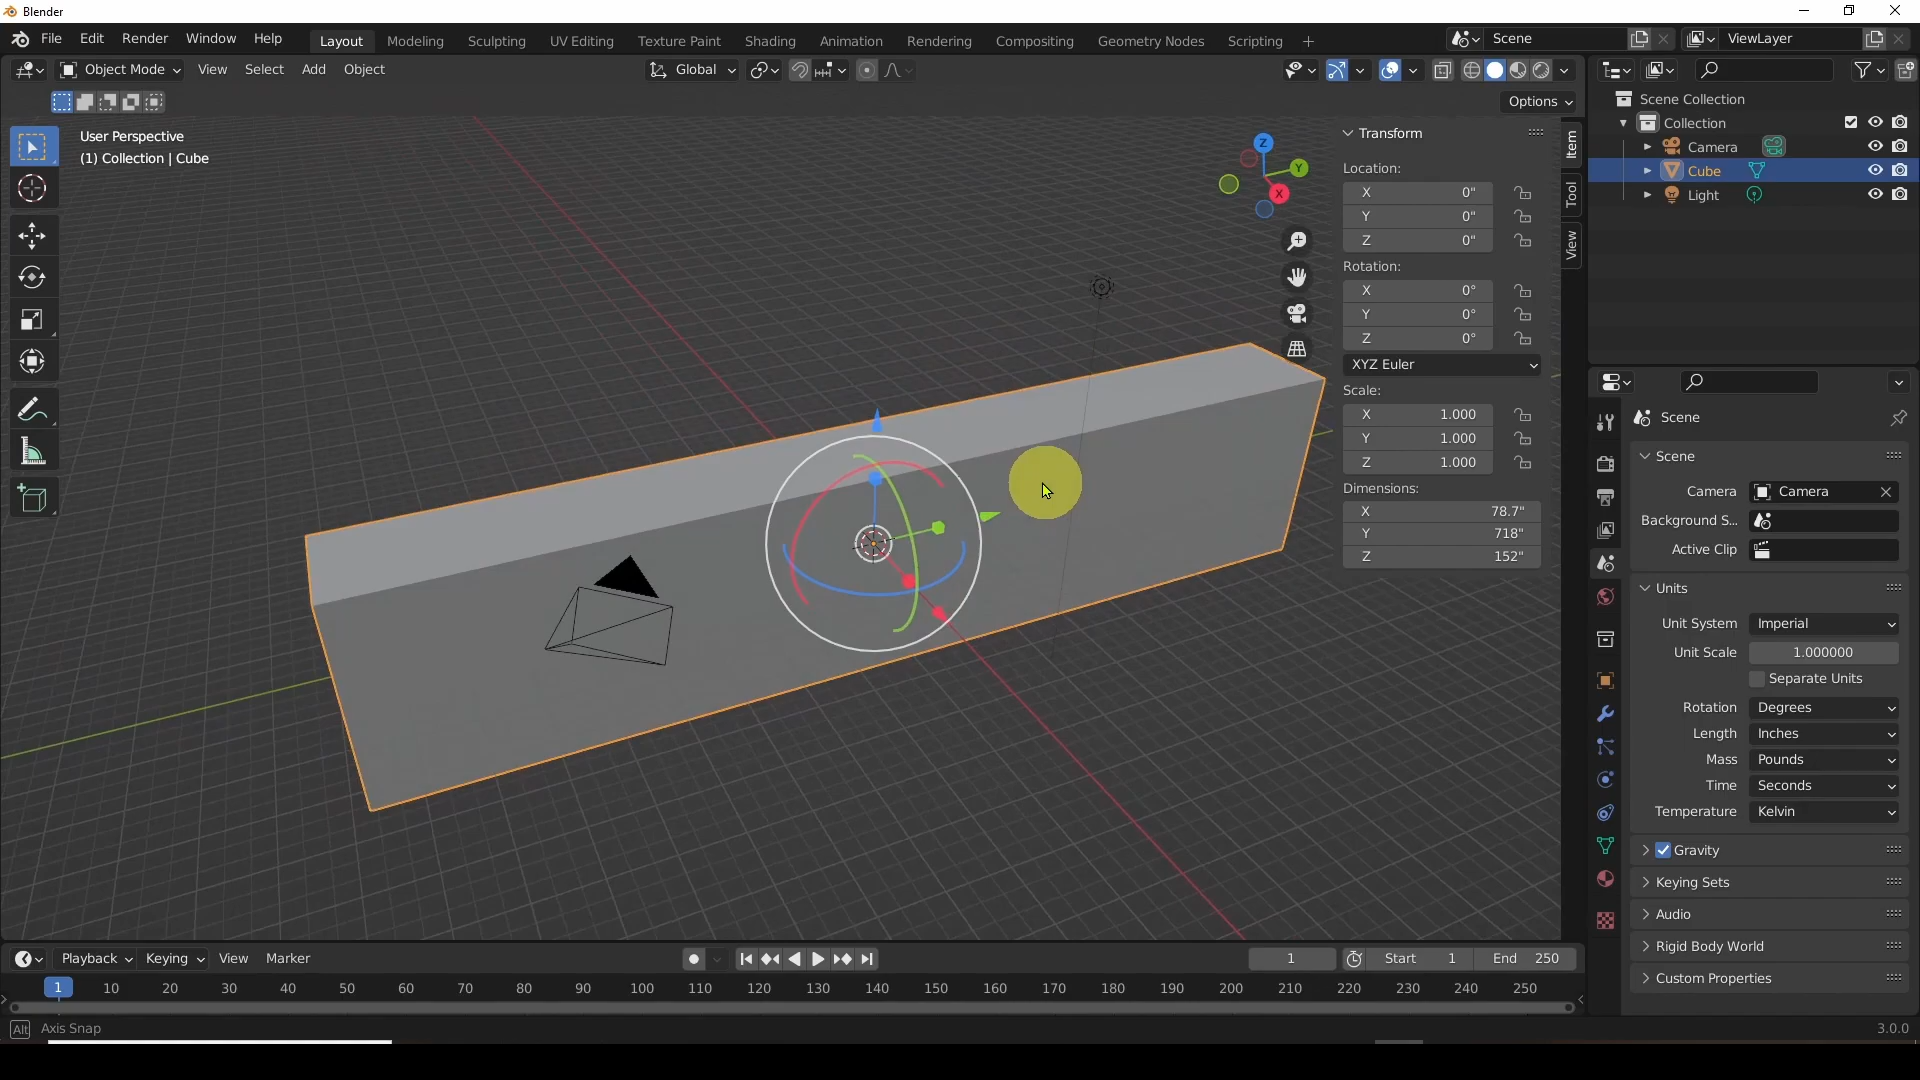 Blender
File Edit Render Window Help Layout Modeling Sculpting UV Editing Texture Paint Shading Animation Rendering Compositing Geometry Nodes Scripting + Scene ViewLayer
Object Mode View Select Add Object Global
Options
User Perspective
(1) Collection | Cube
Z
Y
X
Transform
Location:
X 0"
Y 0"
Z 0"
Rotation:
X 0°
Y 0°
Z 0°
XYZ Euler
Scale:
X 1.000
Y 1.000
Z 1.000
Dimensions:
X 78.7"
Y 718"
Z 152"
Item
Tool
View
Scene Collection
Collection
Camera
Cube
Light
Scene
Scene
Camera Camera
Background S...
Active Clip
Units
Unit System Imperial
Unit Scale 1.000000
Separate Units
Rotation Degrees
Length Inches
Mass Pounds
Time Seconds
Temperature Kelvin
Gravity
Keying Sets
Audio
Rigid Body World
Custom Properties
Playback Keying View Marker 1 Start 1 End 250
1 10 20 30 40 50 60 70 80 90 100 110 120 130 140 150 160 170 180 190 200 210 220 230 240 250
Alt Axis Snap 3.0.0